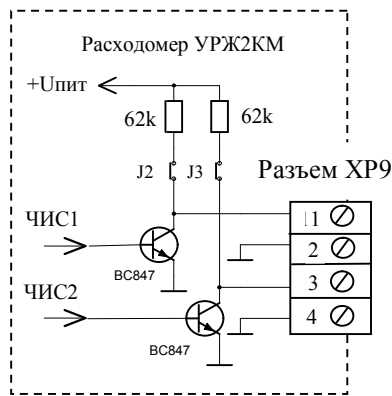 Расходомер УРЖ2КМ
+Uпит
62k 62k
J2 J3
Разъем XP9
ЧИС1
1
BC847
2
ЧИС2
3
BC847
4